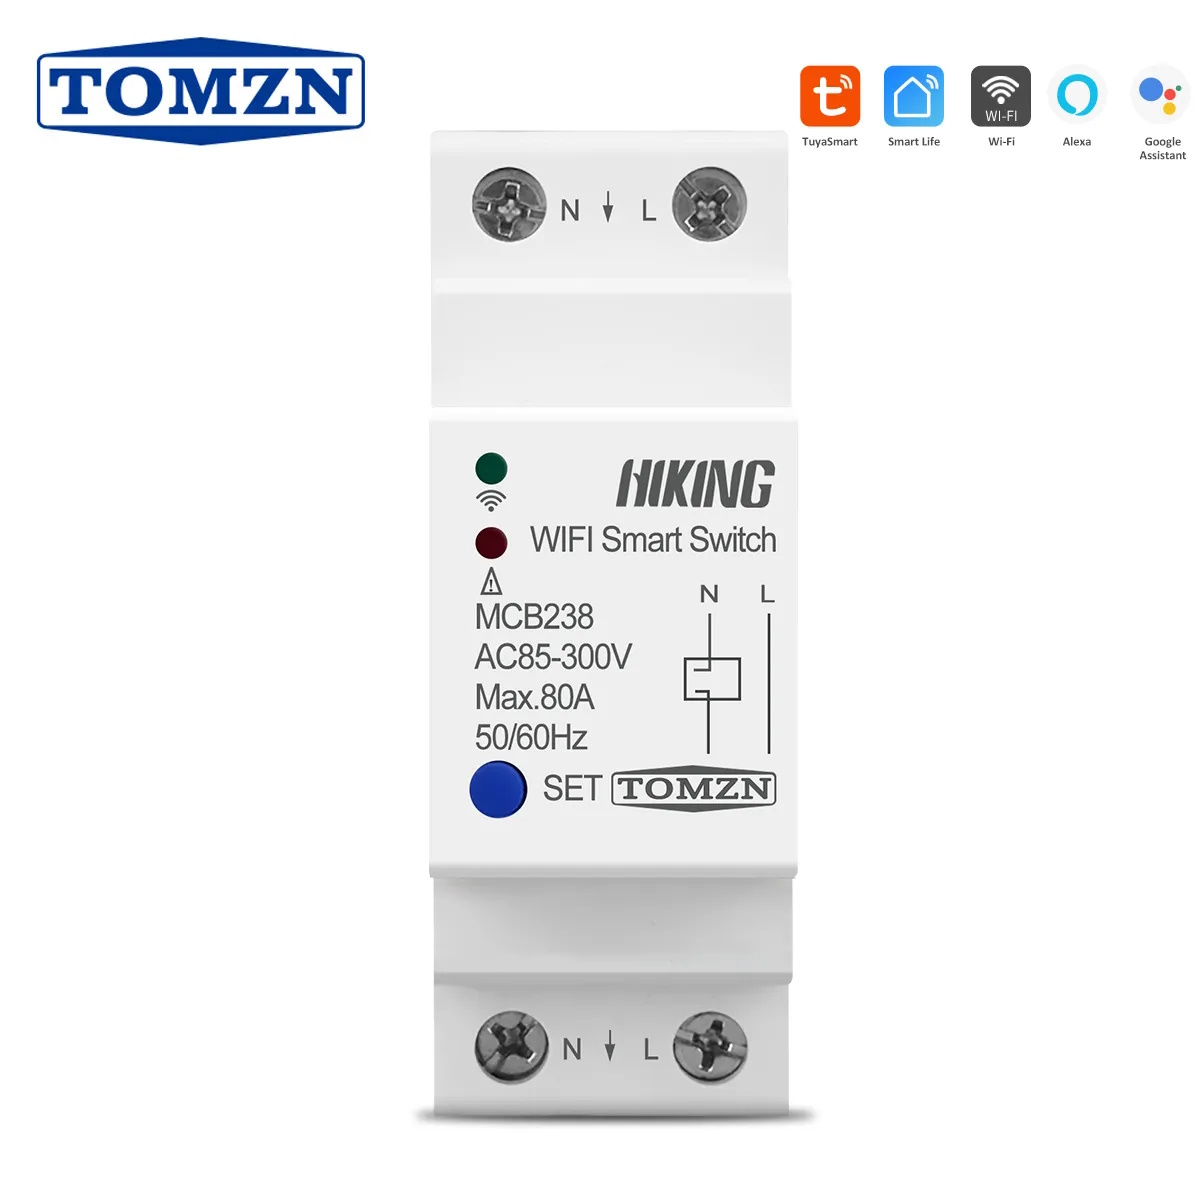 TOMZN
TuyaSmart
Smart Life
WI-FI
Wi-Fi
Alexa
Google
Assistant
N L
HIKING
WIFI Smart Switch
N L
MCB238
AC85-300V
Max.80A
50/60Hz
SET TOMZN
N L